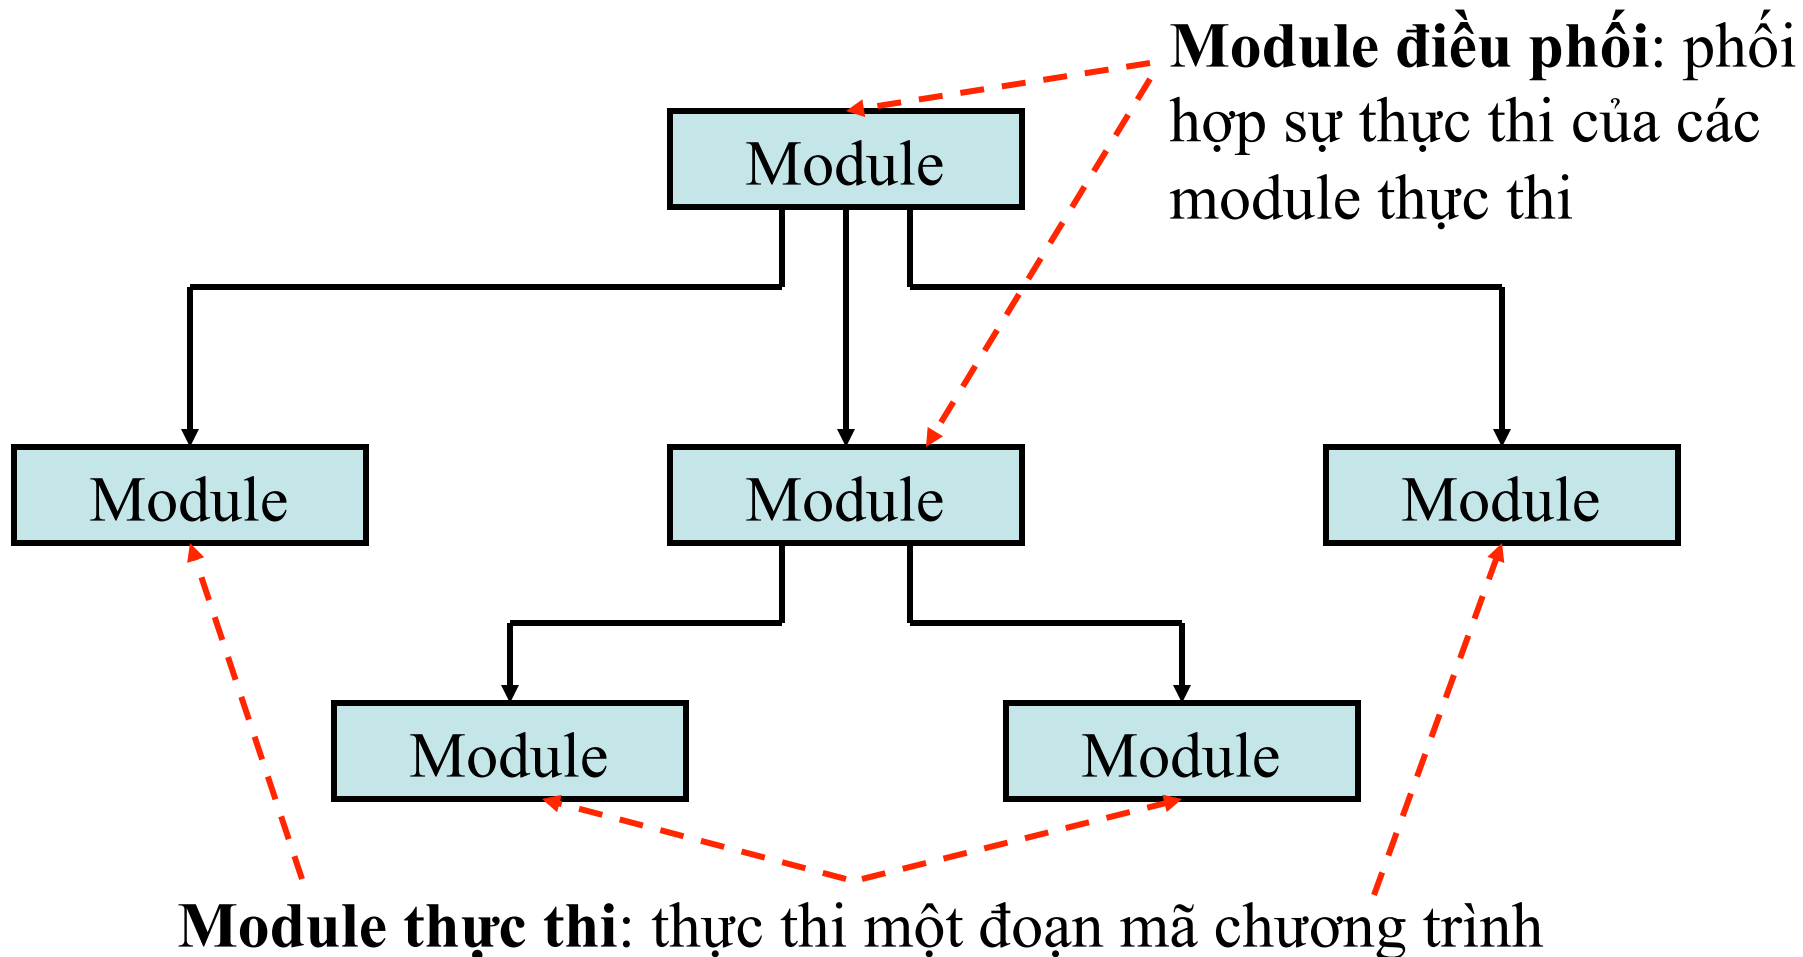 Module điều phối: phối
hợp sự thực thi của các
module thực thi
Module
Module
Module
Module
Module
Module
Module thực thi: thực thi một đoạn mã chương trình